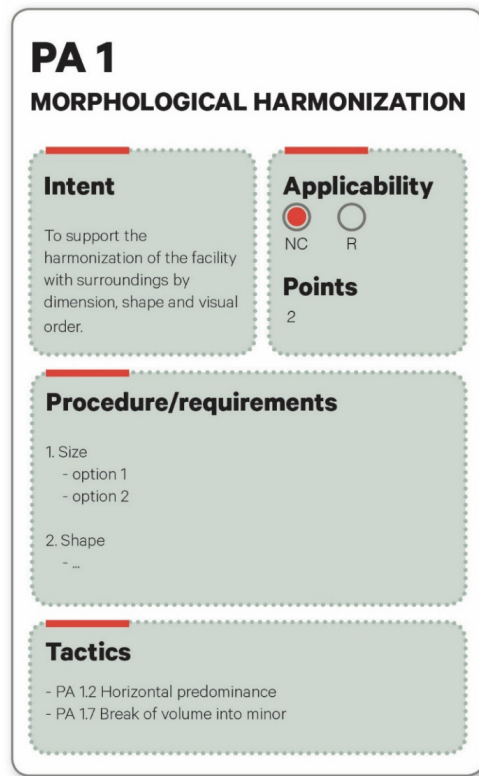 PA 1
MORPHOLOGICAL HARMONIZATION
Intent
To support the
harmonization of the facility
with surroundings by
dimension, shape and visual
order.
Applicability
NC R
Points
2
Procedure/requirements
1. Size
- option 1
- option 2
2. Shape
- ...
Tactics
- PA 1.2 Horizontal predominance
- PA 1.7 Break of volume into minor